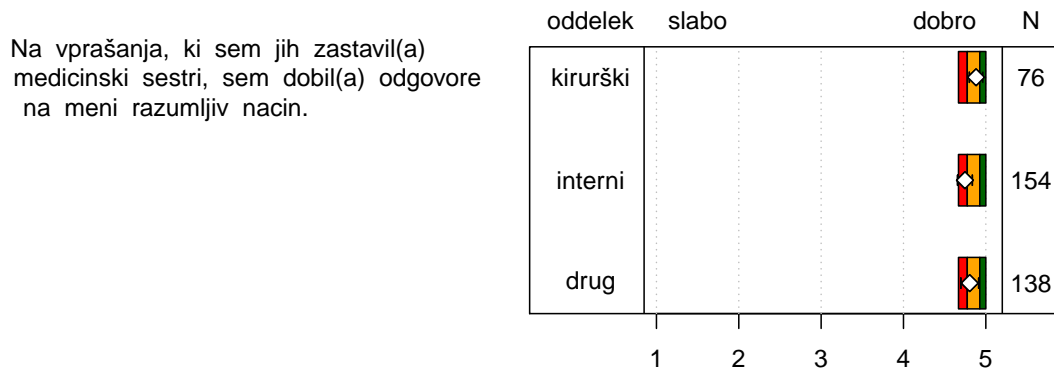 oddelek slabo dobro N
Na vprašanja, ki sem jih zastavil(a)
medicinski sestri, sem dobil(a) odgovore
na meni razumljiv nacin.
kirurški 76
interni 154
drug 138
1 2 3 4 5